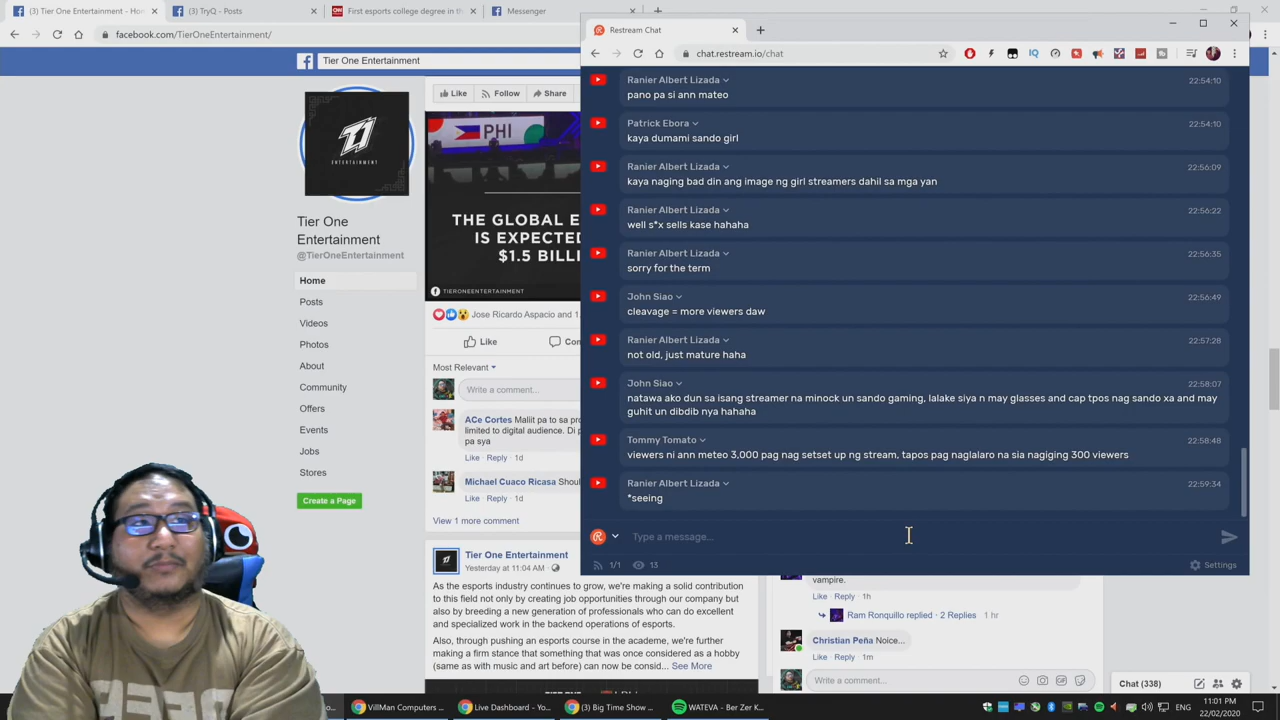 (3) Tier One Entertainment - Hom
(3) TryQ - Posts
CNN First esports college degree in th
Messenger
facebook.com/TierOneEntertainment/
Tier One Entertainment
Like
Follow
Share
ENTERTAINMENT
Tier One
Entertainment
@TierOneEntertainment
Home
Posts
Videos
Photos
About
Community
Offers
Events
Jobs
Stores
Create a Page
PHI
THE GLOBAL E
IS EXPECTED
$1.5 BILLI
TIERONEENTERTAINMENT
Jose Ricardo Aspacio and 1.
Like
Con
Most Relevant
Write a comment...
ACe Cortes Maliit pa to sa pro
limited to digital audience. Di p
pa sya
Like · Reply · 1d
Michael Cuaco Ricasa Shoul
Like · Reply · 1d
View 1 more comment
Tier One Entertainment
Yesterday at 11:04 AM ·
As the esports industry continues to grow, we're making a solid contribution
to this field not only by creating job opportunities through our company but
also by breeding a new generation of professionals who can do excellent
and specialized work in the backend operations of esports.
Also, through pushing an esports course in the academe, we're further
making a firm stance that something that was once considered as a hobby
(same as with music and art before) can now be consid... See More
Restream Chat
chat.restream.io/chat
Ranier Albert Lizada
22:54:10
pano pa si ann mateo
Patrick Ebora
22:54:10
kaya dumami sando girl
Ranier Albert Lizada
22:56:09
kaya naging bad din ang image ng girl streamers dahil sa mga yan
Ranier Albert Lizada
22:56:22
well s*x sells kase hahaha
Ranier Albert Lizada
22:56:35
sorry for the term
John Siao
22:56:49
cleavage = more viewers daw
Ranier Albert Lizada
22:57:28
not old, just mature haha
John Siao
22:58:07
natawa ako dun sa isang streamer na minock un sando gaming, lalake siya n may glasses and cap tpos nag sando xa and may
guhit un dibdib nya hahaha
Tommy Tomato
22:58:48
viewers ni ann meteo 3,000 pag nag setset up ng stream, tapos pag naglalaro na sia nagiging 300 viewers
Ranier Albert Lizada
22:59:34
*seeing
Type a message...
1/1
13
Settings
vampire.
Like · Reply · 1h
Ram Ronquillo replied · 2 Replies
1 hr
Christian Peña Noice...
Like · Reply · 1m
Write a comment...
Chat (338)
VillMan Computers
Live Dashboard - Yo...
(3) Big Time Show ...
WATEVA - Ber Zer K...
ENG
11:01 PM
22/02/2020